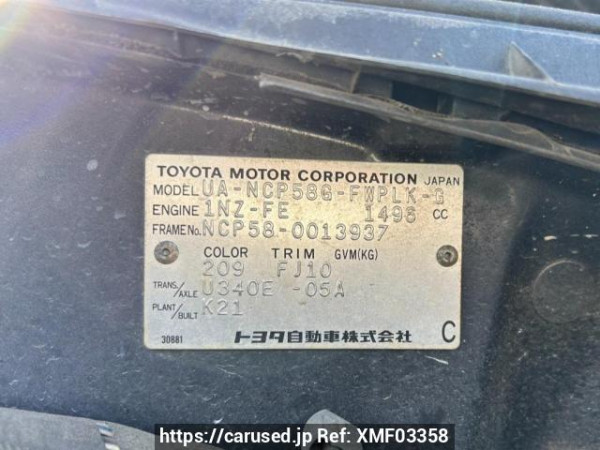 TOYOTA MOTOR CORPORATION JAPAN
MODEL UA-NCP58G-FWPLK-G
ENGINE 1NZ-FE 1496 CC
FRAME No. NCP58-0013937
COLOR TRIM GVM(KG)
209 FJ10
TRANS/AXLE U340E -05A
PLANT/BUILT K21
30881 トヨタ自動車株式会社 C
https://carused.jp Ref: XMF03358